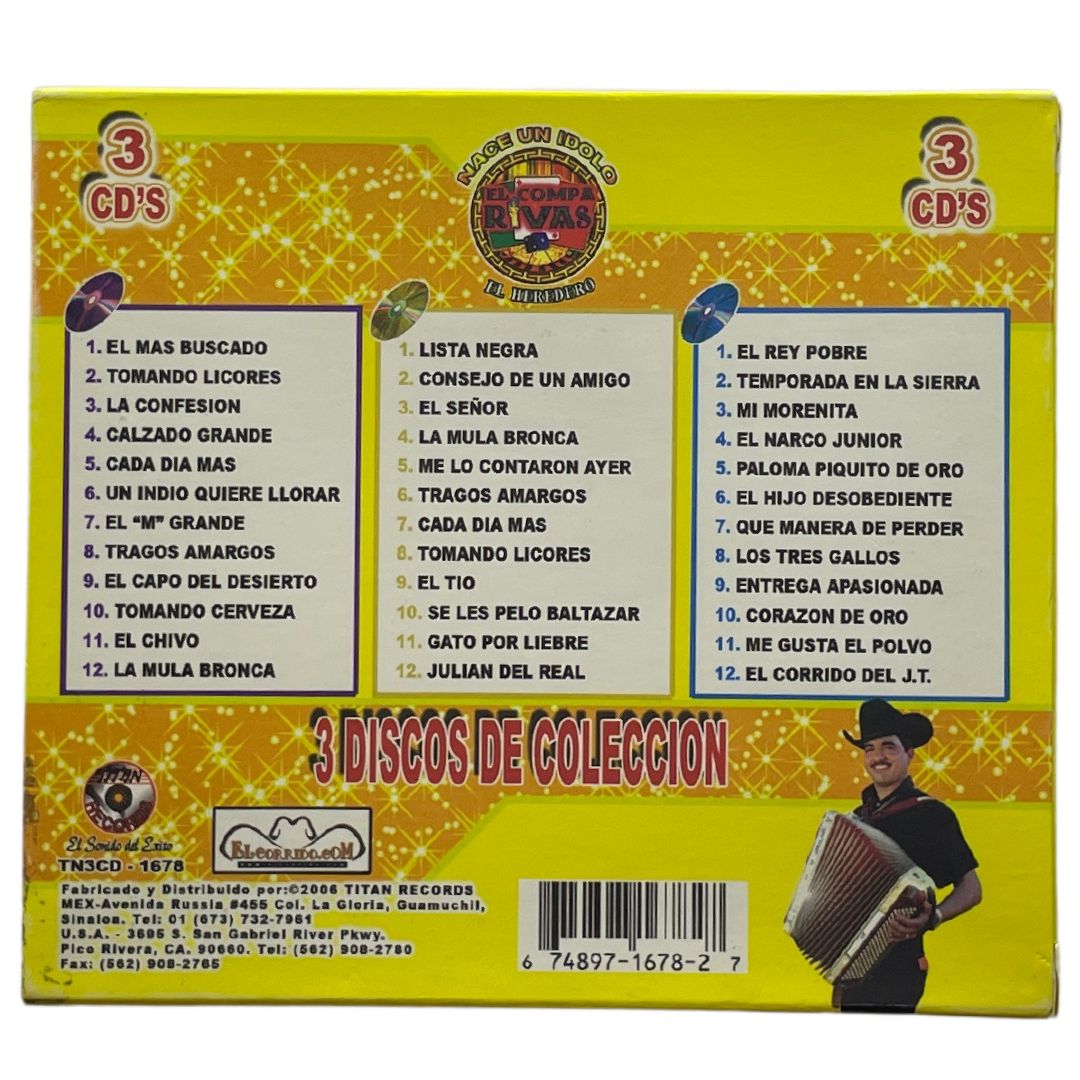 3
CD'S
NACE UN IDOLO
EL COMPA
RIVAS
EL HEREDERO
3
CD'S
1. EL MAS BUSCADO
2. TOMANDO LICORES
3. LA CONFESION
4. CALZADO GRANDE
5. CADA DIA MAS
6. UN INDIO QUIERE LLORAR
7. EL “M” GRANDE
8. TRAGOS AMARGOS
9. EL CAPO DEL DESIERTO
10. TOMANDO CERVEZA
11. EL CHIVO
12. LA MULA BRONCA
1. LISTA NEGRA
2. CONSEJO DE UN AMIGO
3. EL SEÑOR
4. LA MULA BRONCA
5. ME LO CONTARON AYER
6. TRAGOS AMARGOS
7. CADA DIA MAS
8. TOMANDO LICORES
9. EL TIO
10. SE LES PELO BALTAZAR
11. GATO POR LIEBRE
12. JULIAN DEL REAL
1. EL REY POBRE
2. TEMPORADA EN LA SIERRA
3. MI MORENITA
4. EL NARCO JUNIOR
5. PALOMA PIQUITO DE ORO
6. EL HIJO DESOBEDIENTE
7. QUE MANERA DE PERDER
8. LOS TRES GALLOS
9. ENTREGA APASIONADA
10. CORAZON DE ORO
11. ME GUSTA EL POLVO
12. EL CORRIDO DEL J.T.
3 DISCOS DE COLECCION
TITAN
RECORDS
El Sonido del Exito
TN3CD - 1678
ELCORRIDO.COM
Fabricado y Distribuido por:©2006 TITAN RECORDS
MEX-Avenida Russia #455 Col. La Gloria, Guamuchil,
Sinaloa. Tel: 01 (673) 732-7961
U.S.A. - 3695 S. San Gabriel River Pkwy.
Pico Rivera, CA. 90660. Tel: (562) 908-2780
Fax: (562) 908-2765
6 74897-1678-2 7